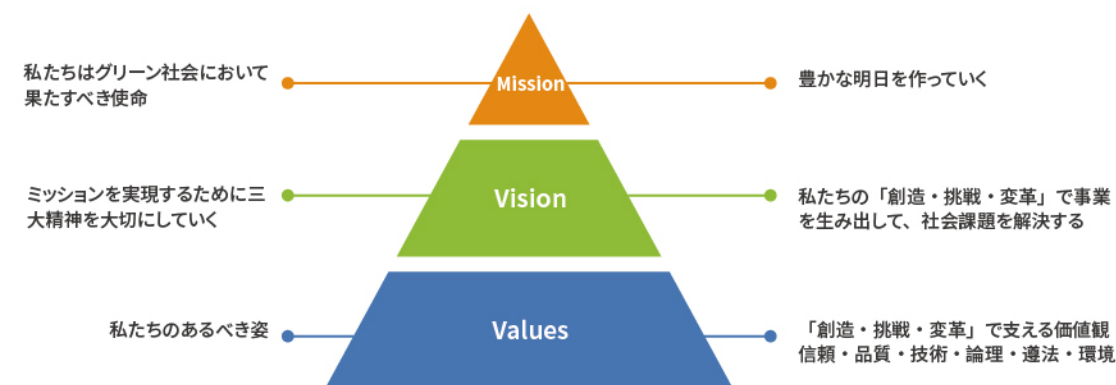 私たちはグリーン社会において
果たすべき使命
Mission
豊かな明日を作っていく
ミッションを実現するために三
大精神を大切にしていく
Vision
私たちの「創造・挑戦・変革」で事業
を生み出して、社会課題を解決する
私たちのあるべき姿
Values
「創造・挑戦・変革」で支える価値観
信頼・品質・技術・論理・遵法・環境